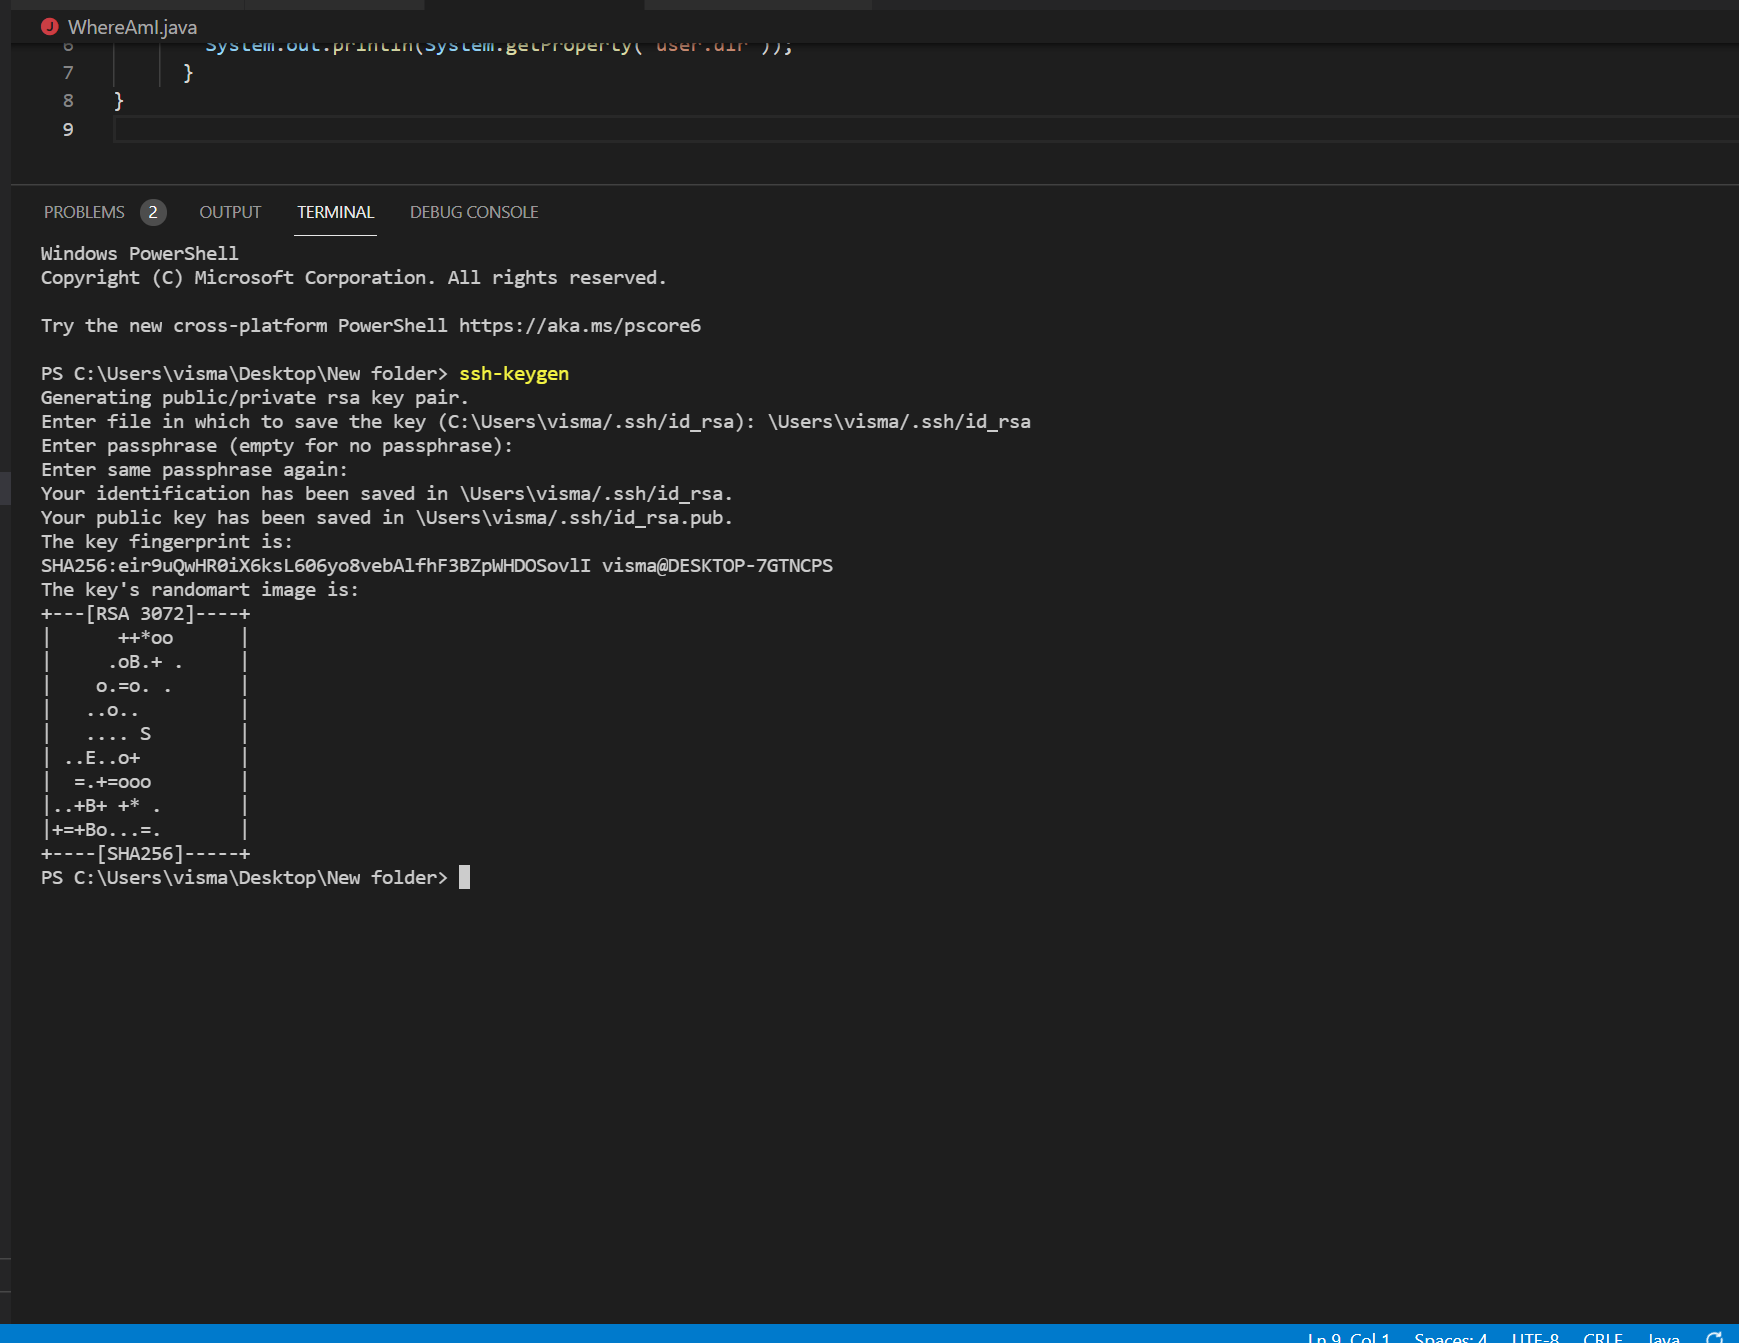 WhereAmI.java
6 System.out.println(System.getProperty("user.dir"));
7 }
8 }
9
PROBLEMS 2 OUTPUT TERMINAL DEBUG CONSOLE
Windows PowerShell
Copyright (C) Microsoft Corporation. All rights reserved.
Try the new cross-platform PowerShell https://aka.ms/pscore6
PS C:\Users\visma\Desktop\New folder> ssh-keygen
Generating public/private rsa key pair.
Enter file in which to save the key (C:\Users\visma/.ssh/id_rsa): \Users\visma/.ssh/id_rsa
Enter passphrase (empty for no passphrase):
Enter same passphrase again:
Your identification has been saved in \Users\visma/.ssh/id_rsa.
Your public key has been saved in \Users\visma/.ssh/id_rsa.pub.
The key fingerprint is:
SHA256:eir9uQwHR0iX6ksL606yo8vebAlfhF3BZpWHDOSovlI visma@DESKTOP-7GTNCPS
The key's randomart image is:
+---[RSA 3072]----+
|      ++*oo      |
|     .oB.+ .     |
|    o.=o. .      |
|   ..o..         |
|   .... S        |
| ..E..o+         |
|  =.+=ooo        |
|..+B+ +* .       |
|+=+Bo...=.       |
+----[SHA256]-----+
PS C:\Users\visma\Desktop\New folder>
Ln 9, Col 1 Spaces: 4 UTF-8 CRLF Java